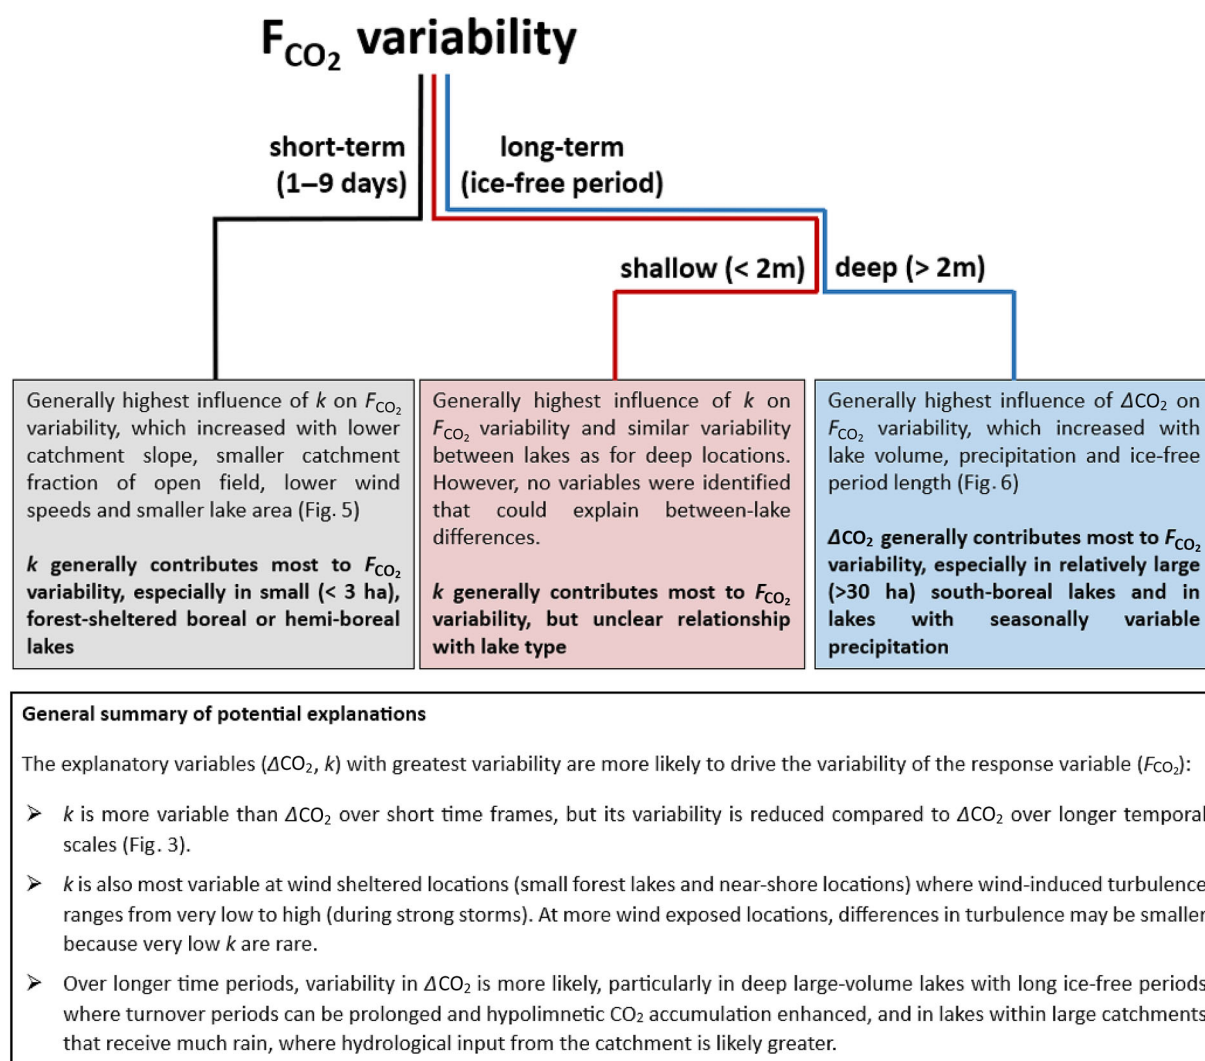 FCO2 variability
short-term
(1–9 days)
long-term
(ice-free period)
shallow (< 2m)
deep (> 2m)
Generally highest influence of k on FCO2
variability, which increased with lower
catchment slope, smaller catchment
fraction of open field, lower wind
speeds and smaller lake area (Fig. 5)
k generally contributes most to FCO2
variability, especially in small (< 3 ha),
forest-sheltered boreal or hemi-boreal
lakes
Generally highest influence of k on
FCO2 variability and similar variability
between lakes as for deep locations.
However, no variables were identified
that could explain between-lake
differences.
k generally contributes most to FCO2
variability, but unclear relationship
with lake type
Generally highest influence of ΔCO2 on
FCO2 variability, which increased with
lake volume, precipitation and ice-free
period length (Fig. 6)
ΔCO2 generally contributes most to FCO2
variability, especially in relatively large
(>30 ha) south-boreal lakes and in
lakes with seasonally variable
precipitation
General summary of potential explanations
The explanatory variables (ΔCO2, k) with greatest variability are more likely to drive the variability of the response variable (FCO2):
➢ k is more variable than ΔCO2 over short time frames, but its variability is reduced compared to ΔCO2 over longer temporal
scales (Fig. 3).
➢ k is also most variable at wind sheltered locations (small forest lakes and near-shore locations) where wind-induced turbulence
ranges from very low to high (during strong storms). At more wind exposed locations, differences in turbulence may be smaller
because very low k are rare.
➢ Over longer time periods, variability in ΔCO2 is more likely, particularly in deep large-volume lakes with long ice-free periods
where turnover periods can be prolonged and hypolimnetic CO2 accumulation enhanced, and in lakes within large catchments
that receive much rain, where hydrological input from the catchment is likely greater.